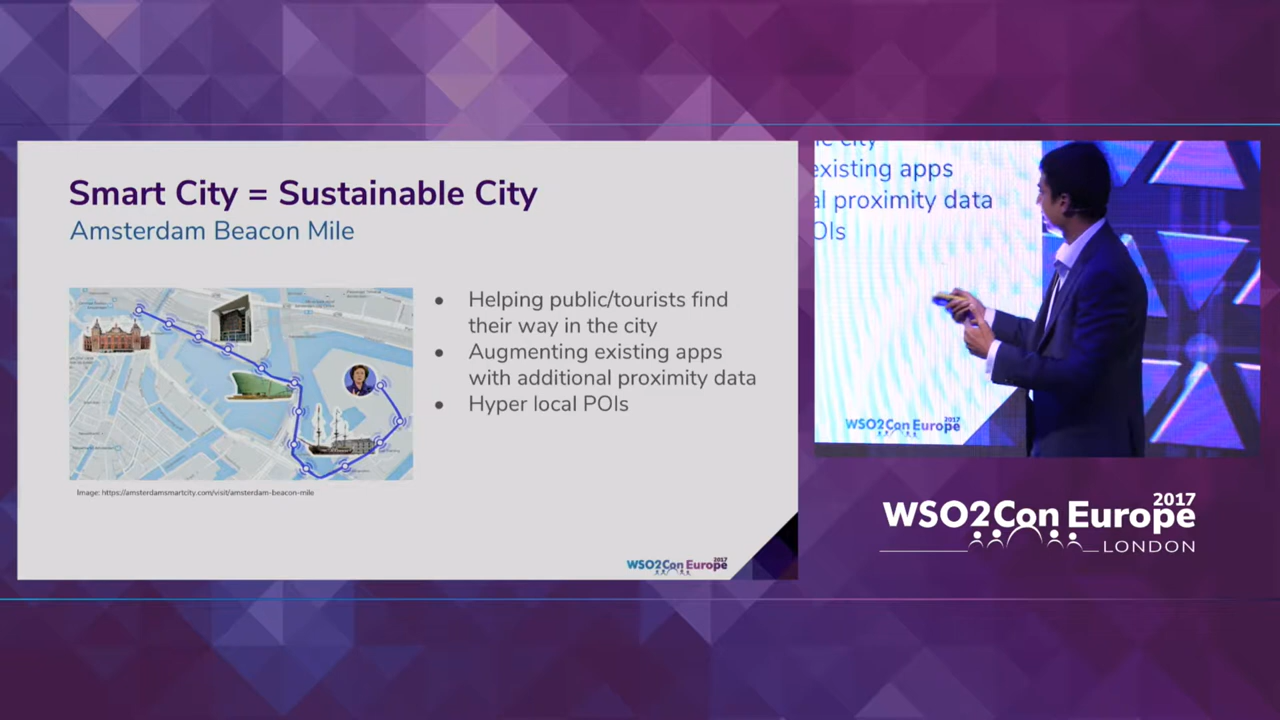 Smart City = Sustainable City
Amsterdam Beacon Mile
● Helping public/tourists find
their way in the city
● Augmenting existing apps
with additional proximity data
● Hyper local POIs
Image: https://amsterdamsmartcity.com/visit/amsterdam-beacon-mile
WSO2Con Europe 2017
existing apps
al proximity data
OIs
WSO2Con Europe 2017
WSO2Con Europe 2017
LONDON